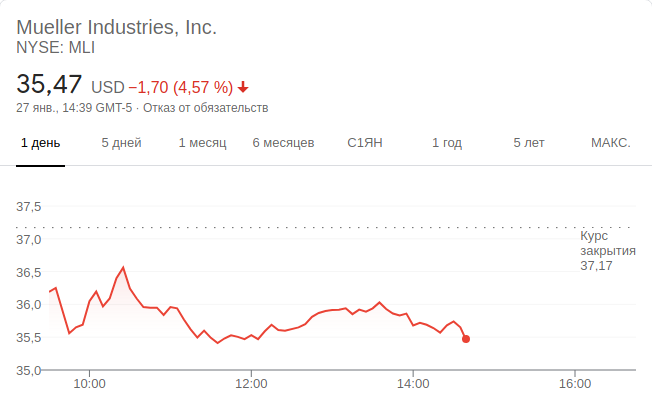 Mueller Industries, Inc.
NYSE: MLI
35,47 USD −1,70 (4,57 %)
27 янв., 14:39 GMT-5 · Отказ от обязательств
1 день 5 дней 1 месяц 6 месяцев С1ЯН 1 год 5 лет МАКС.
37,5
37,0
36,5
36,0
35,5
35,0
Курс
закрытия
37,17
10:00 12:00 14:00 16:00